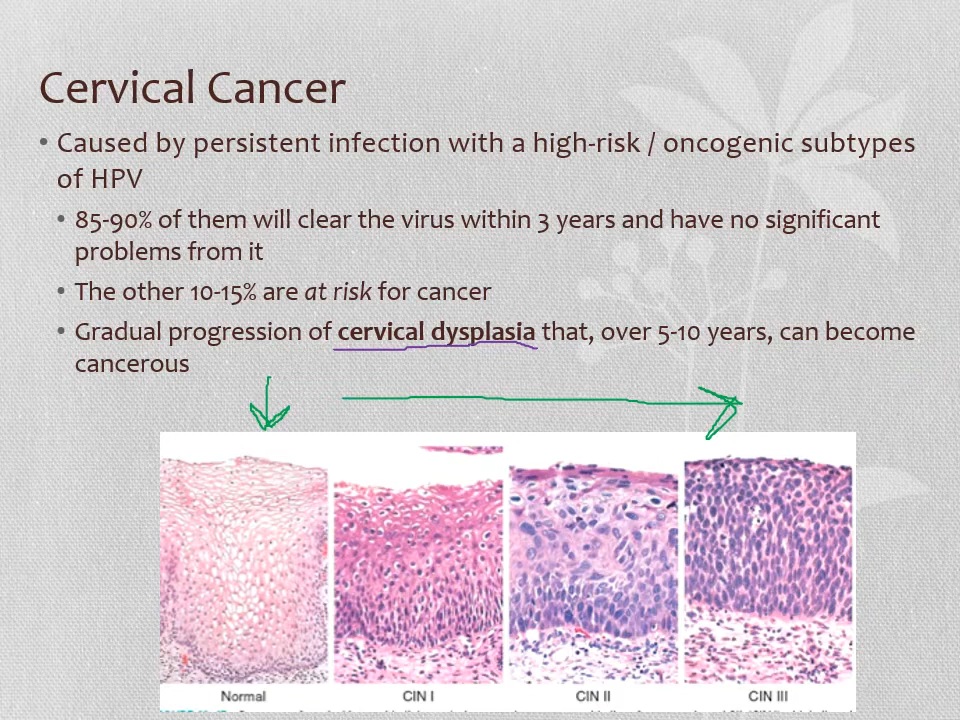 Cervical Cancer
• Caused by persistent infection with a high-risk / oncogenic subtypes
of HPV
• 85-90% of them will clear the virus within 3 years and have no significant
problems from it
• The other 10-15% are at risk for cancer
• Gradual progression of cervical dysplasia that, over 5-10 years, can become
cancerous
Normal CIN I CIN II CIN III